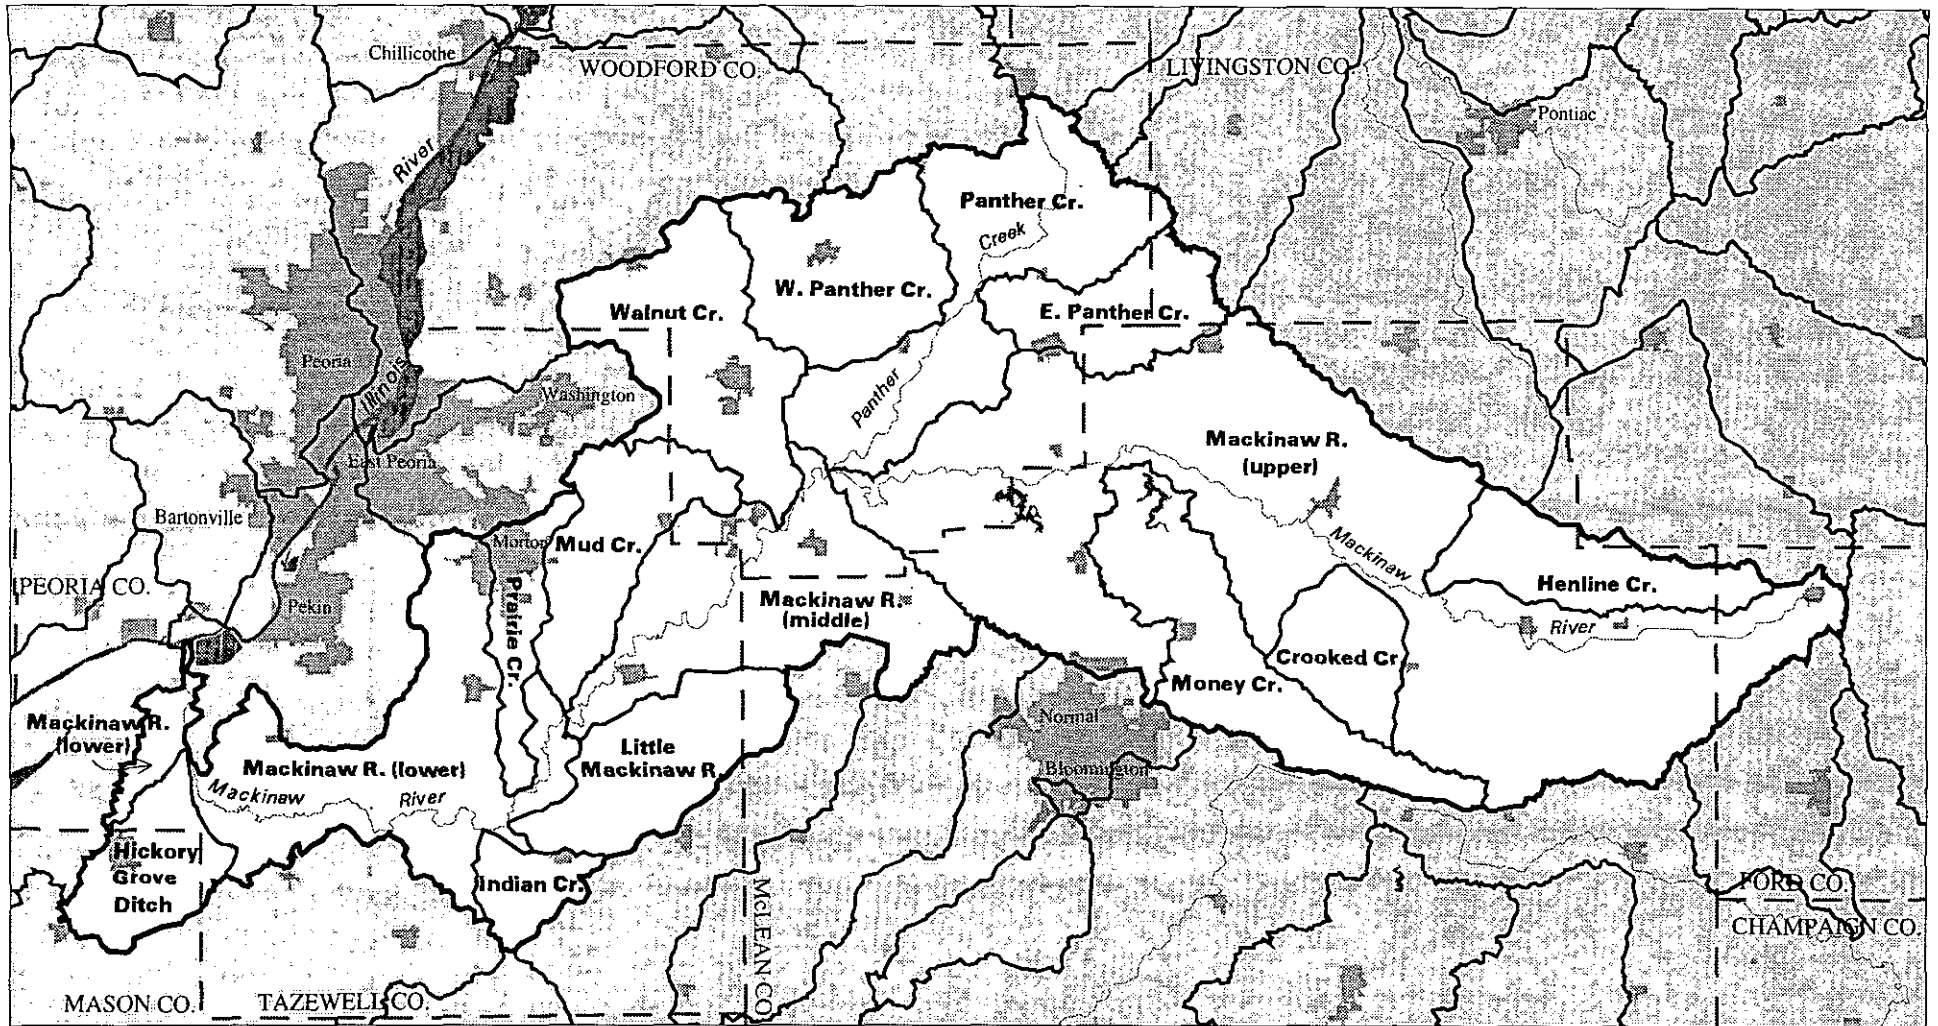 Chillicothe
WOODFORD CO.
LIVINGSTON CO.
Pontiac
River
Panther Cr.
Creek
W. Panther Cr.
Walnut Cr.
E. Panther Cr.
Peoria
Illinois
Washington
Panther
Mackinaw R.
(upper)
East Peoria
Bartonville
Morton
Mud Cr.
Mackinaw
PEORIA CO.
Pekin
Prairie Cr.
Mackinaw R.
(middle)
Henline Cr.
River
Crooked Cr.
Money Cr.
Mackinaw R.
(lower)
Normal
Little
Mackinaw R.
Mackinaw R. (lower)
Bloomington
Mackinaw
River
Hickory
Grove
Ditch
Indian Cr.
McLEAN CO.
FORD CO.
CHAMPAIGN CO.
MASON CO.
TAZEWELL CO.